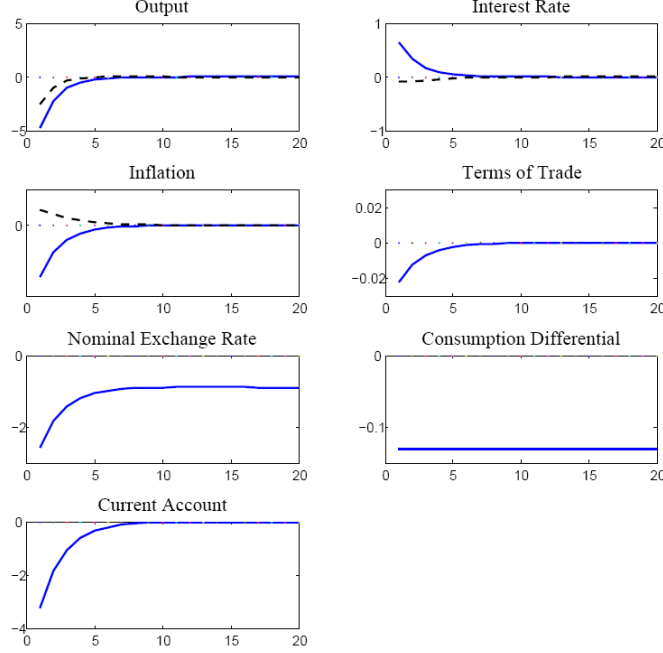 Output
5
0
−5
0 5 10 15 20
Interest Rate
1
0
−1
0 5 10 15 20
Inflation
0
0 5 10 15 20
Terms of Trade
0.02
0
−0.02
0 5 10 15 20
Nominal Exchange Rate
0
−2
0 5 10 15 20
Consumption Differential
0
−0.1
0 5 10 15 20
Current Account
0
−2
−4
0 5 10 15 20